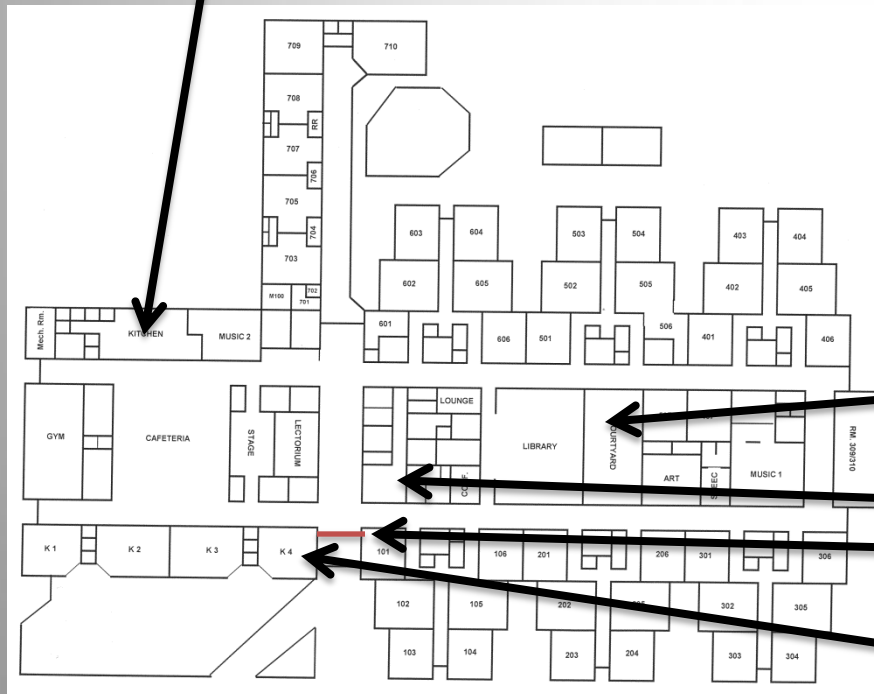 709
710
708
RR
707
706
705
704
703
702
M100
701
603
604
503
504
403
404
602
605
502
505
402
405
Mech. Rm.
KITCHEN
MUSIC 2
601
606
501
506
401
406
GYM
CAFETERIA
STAGE
LECTORIUM
LOUNGE
CONF.
LIBRARY
COURTYARD
ART
MUSIC 1
RM. 309/310
K 1
K 2
K 3
K 4
101
106
201
206
301
306
102
105
202
302
305
103
104
203
204
303
304